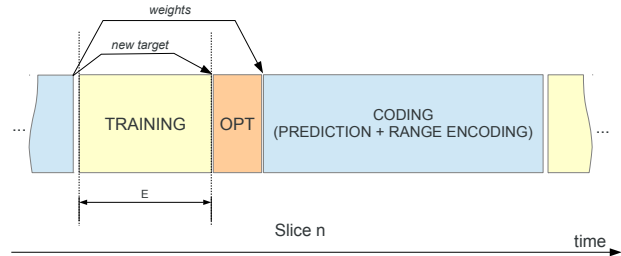 weights
new target
...
TRAINING
OPT
CODING
(PREDICTION + RANGE ENCODING)
...
E
Slice n
time